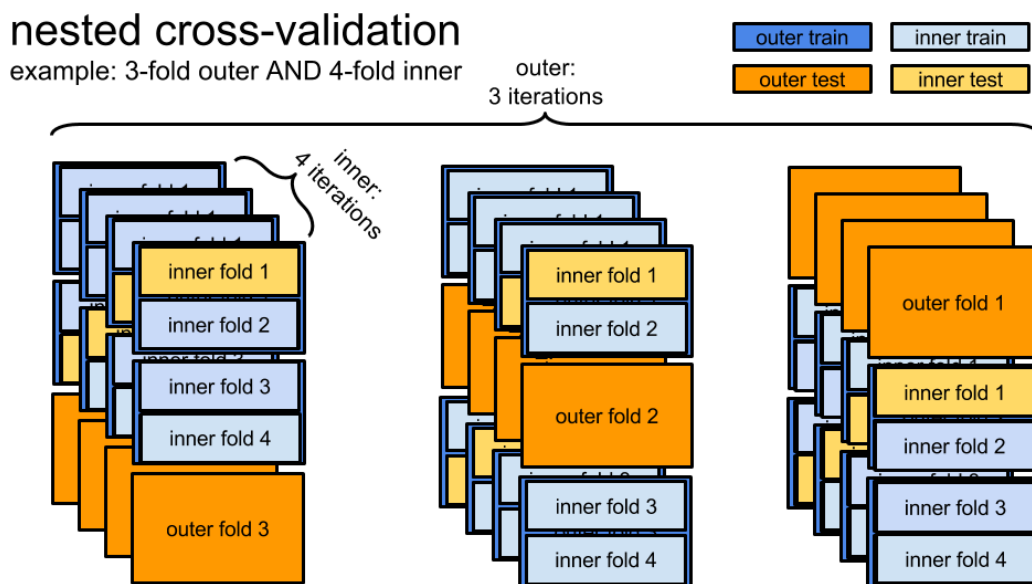 nested cross-validation
example: 3-fold outer AND 4-fold inner
outer:
3 iterations
outer train
inner train
outer test
inner test
inner:
4 iterations
inner fold 1
inner fold 2
inner fold 3
inner fold 4
outer fold 3
inner fold 1
inner fold 2
outer fold 2
inner fold 3
inner fold 4
outer fold 1
inner fold 1
inner fold 2
inner fold 3
inner fold 4